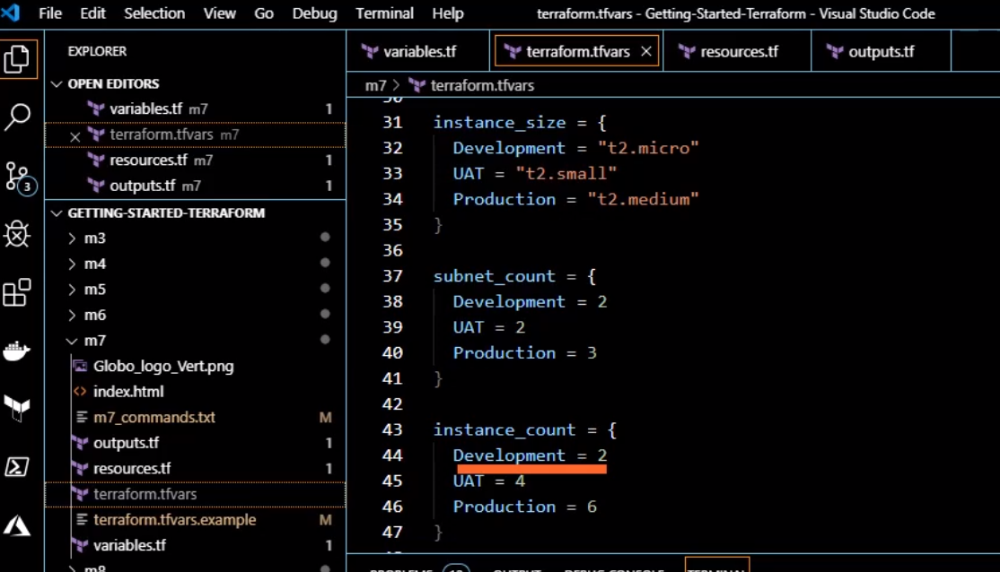 File Edit Selection View Go Debug Terminal Help terraform.tfvars - Getting-Started-Terraform - Visual Studio Code
EXPLORER
OPEN EDITORS
variables.tf m7 1
terraform.tfvars m7
resources.tf m7 1
outputs.tf m7 1
3
GETTING-STARTED-TERRAFORM
m3
m4
m5
m6
m7
Globo_logo_Vert.png
index.html
m7_commands.txt M
outputs.tf 1
resources.tf 1
terraform.tfvars
terraform.tfvars.example M
variables.tf 1
m8
variables.tf terraform.tfvars resources.tf outputs.tf
m7 > terraform.tfvars
30
31 instance_size = {
32 Development = "t2.micro"
33 UAT = "t2.small"
34 Production = "t2.medium"
35 }
36
37 subnet_count = {
38 Development = 2
39 UAT = 2
40 Production = 3
41 }
42
43 instance_count = {
44 Development = 2
45 UAT = 4
46 Production = 6
47 }
PROBLEMS OUTPUT DEBUG CONSOLE TERMINAL